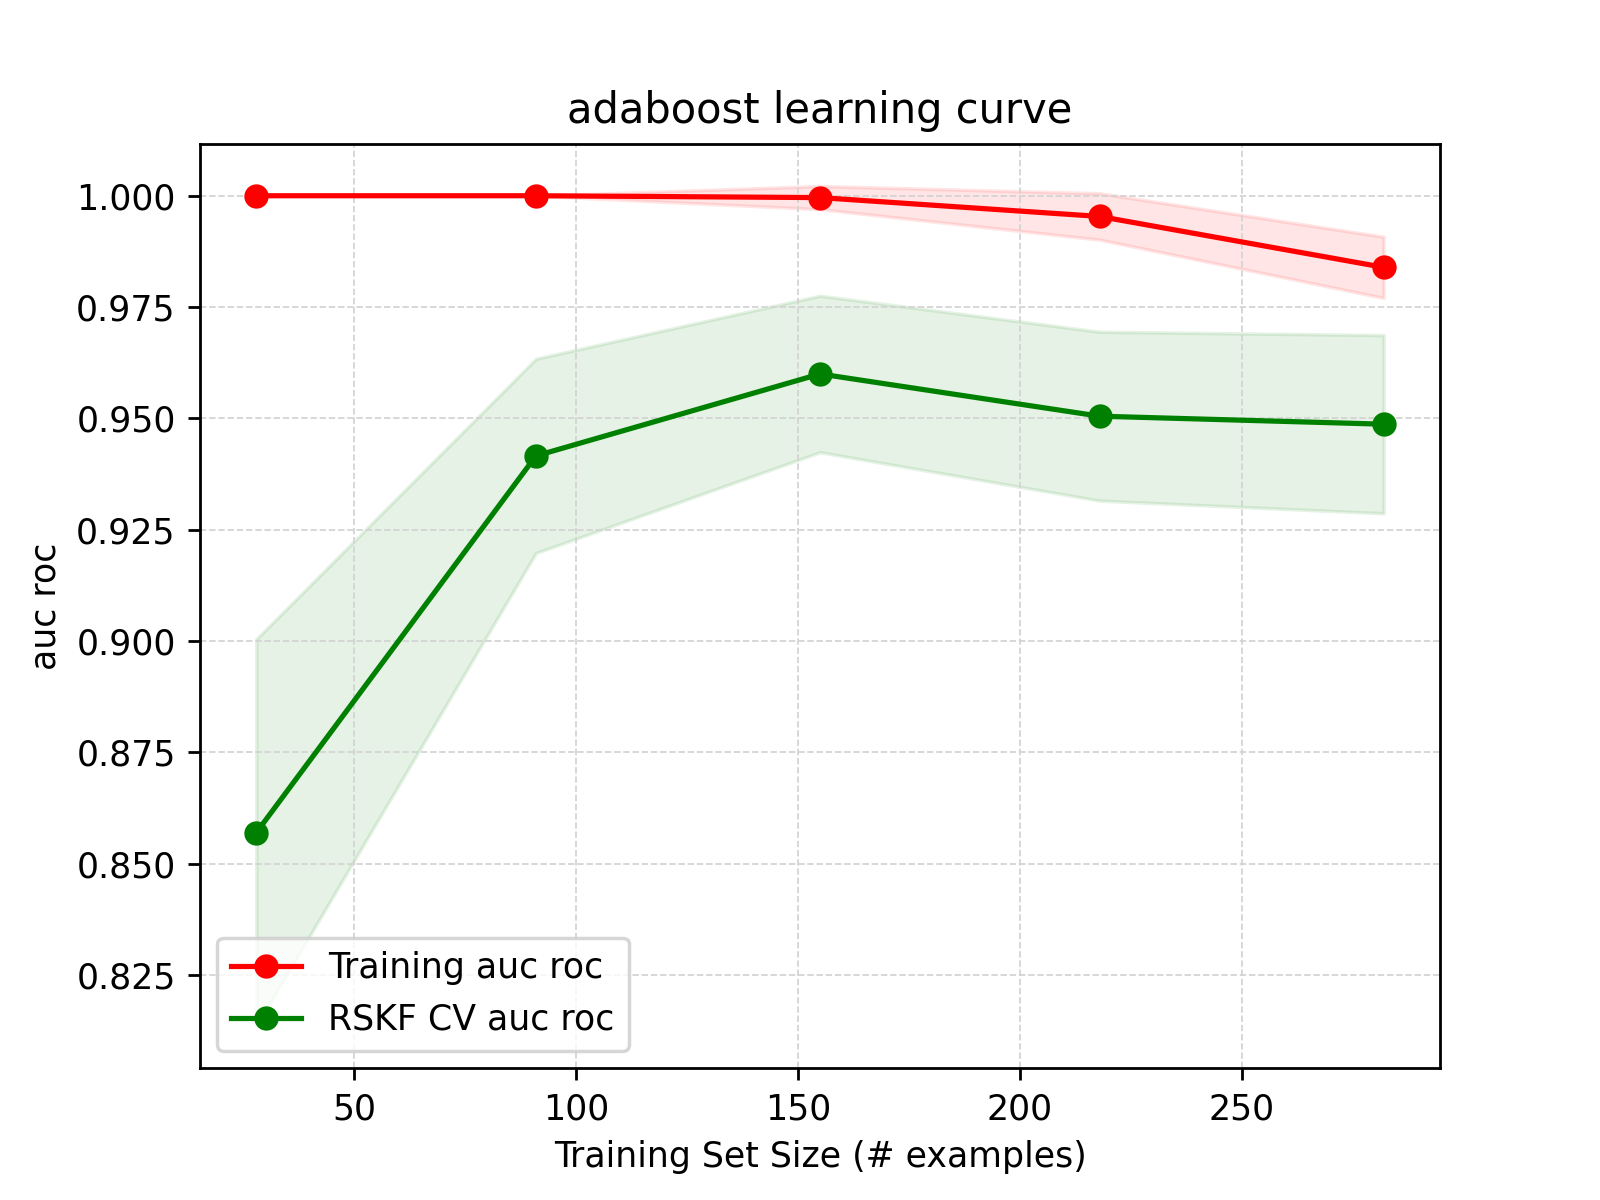 adaboost learning curve
1.000
0.975
0.950
0.925
0.900
0.875
0.850
0.825
auc roc
Training auc roc
RSKF CV auc roc
50 100 150 200 250
Training Set Size (# examples)